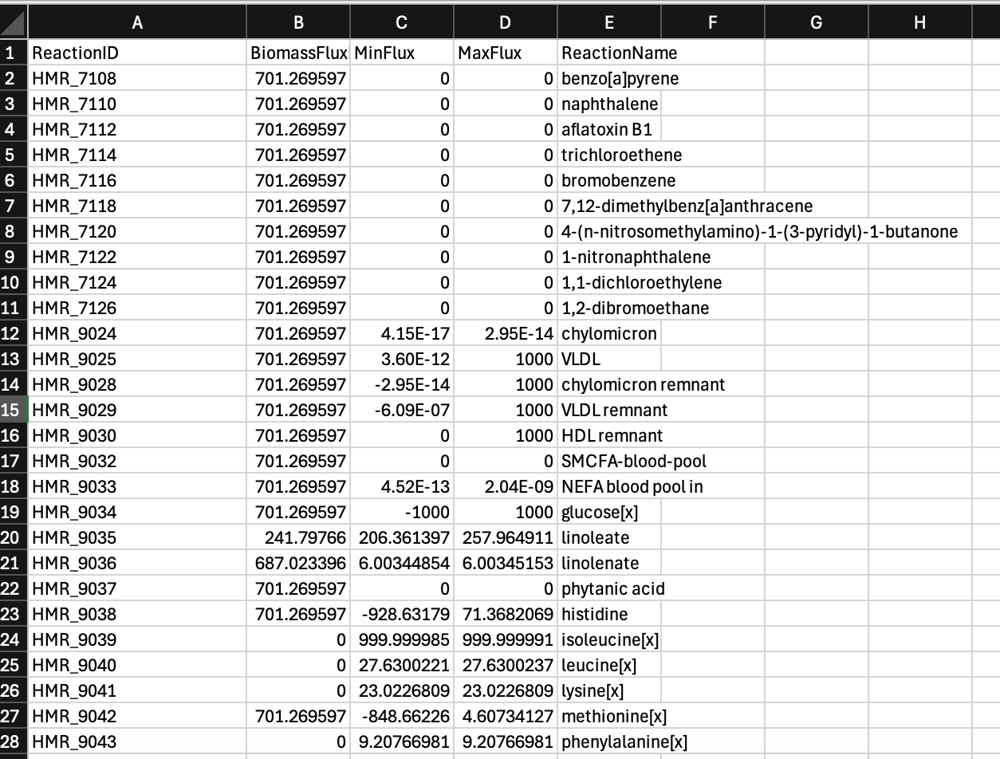 A B C D E F G H
1 ReactionID BiomassFlux MinFlux MaxFlux ReactionName
2 HMR_7108 701.269597 0 0 benzo[a]pyrene
3 HMR_7110 701.269597 0 0 naphthalene
4 HMR_7112 701.269597 0 0 aflatoxin B1
5 HMR_7114 701.269597 0 0 trichloroethene
6 HMR_7116 701.269597 0 0 bromobenzene
7 HMR_7118 701.269597 0 0 7,12-dimethylbenz[a]anthracene
8 HMR_7120 701.269597 0 0 4-(n-nitrosomethylamino)-1-(3-pyridyl)-1-butanone
9 HMR_7122 701.269597 0 0 1-nitronaphthalene
10 HMR_7124 701.269597 0 0 1,1-dichloroethylene
11 HMR_7126 701.269597 0 0 1,2-dibromoethane
12 HMR_9024 701.269597 4.15E-17 2.95E-14 chylomicron
13 HMR_9025 701.269597 3.60E-12 1000 VLDL
14 HMR_9028 701.269597 -2.95E-14 1000 chylomicron remnant
15 HMR_9029 701.269597 -6.09E-07 1000 VLDL remnant
16 HMR_9030 701.269597 0 1000 HDL remnant
17 HMR_9032 701.269597 0 0 SMCFA-blood-pool
18 HMR_9033 701.269597 4.52E-13 2.04E-09 NEFA blood pool in
19 HMR_9034 701.269597 -1000 1000 glucose[x]
20 HMR_9035 241.79766 206.361397 257.964911 linoleate
21 HMR_9036 687.023396 6.00344854 6.00345153 linolenate
22 HMR_9037 701.269597 0 0 phytanic acid
23 HMR_9038 701.269597 -928.63179 71.3682069 histidine
24 HMR_9039 0 999.999985 999.999991 isoleucine[x]
25 HMR_9040 0 27.6300221 27.6300237 leucine[x]
26 HMR_9041 0 23.0226809 23.0226809 lysine[x]
27 HMR_9042 701.269597 -848.66226 4.60734127 methionine[x]
28 HMR_9043 0 9.20766981 9.20766981 phenylalanine[x]